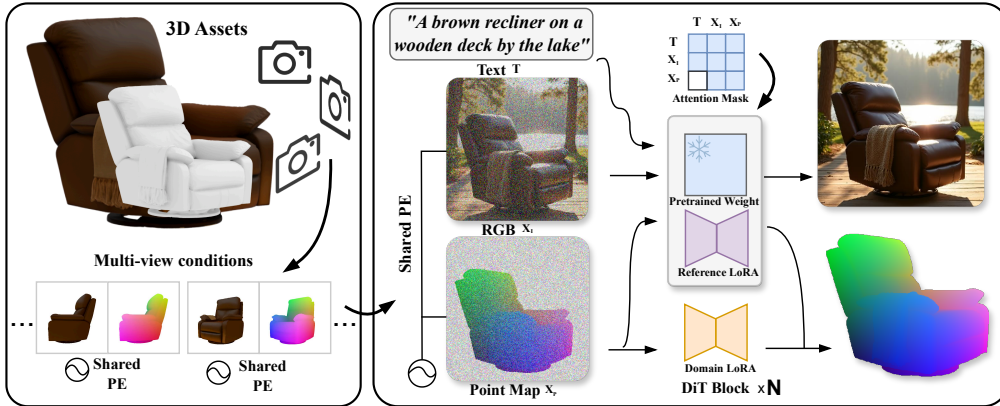 3D Assets
Multi-view conditions
...
...
Shared
PE
Shared
PE
"A brown recliner on a
wooden deck by the lake"
Text T
Shared PE
RGB X₁
Point Map Xₚ
T X₁ Xₚ
T
X₁
Xₚ
Attention Mask
Pretrained Weight
Reference LoRA
Domain LoRA
DiT Block ×N